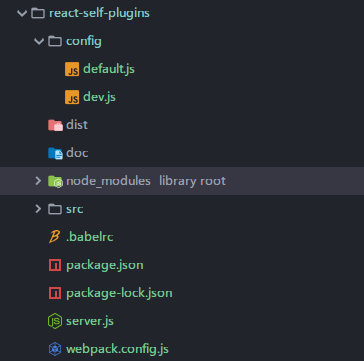 react-self-plugins
config
JS default.js
JS dev.js
dist
doc
node_modules library root
src
.babelrc
package.json
package-lock.json
server.js
webpack.config.js